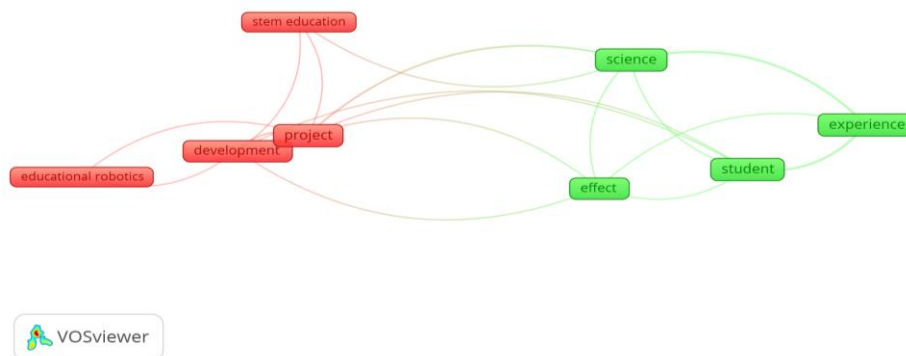 stem education
science
experience
project
development
student
educational robotics
effect
VOSviewer